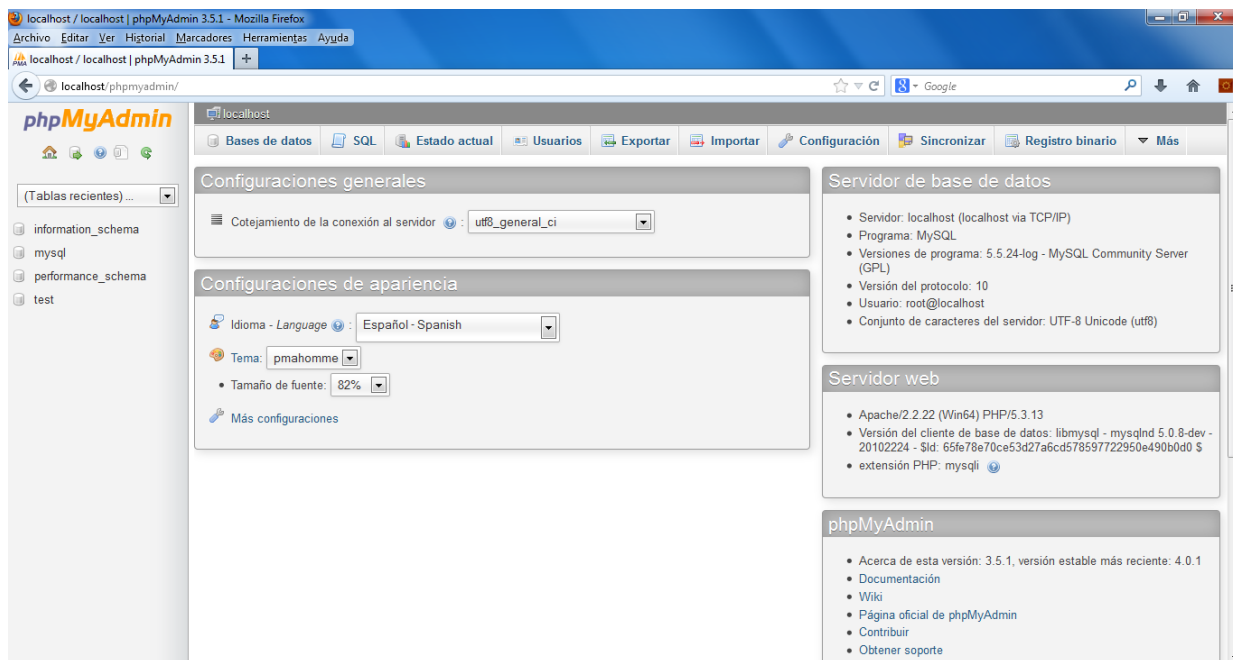 localhost / localhost | phpMyAdmin 3.5.1 - Mozilla Firefox
Archivo Editar Ver Historial Marcadores Herramientas Ayuda
PMA localhost / localhost | phpMyAdmin 3.5.1 +
localhost/phpmyadmin/
8 Google
phpMyAdmin
localhost
Bases de datos SQL Estado actual Usuarios Exportar Importar Configuración Sincronizar Registro binario Más
(Tablas recientes) ...
information_schema
mysql
performance_schema
test
Configuraciones generales
Cotejamiento de la conexión al servidor : utf8_general_ci
Configuraciones de apariencia
Idioma - Language : Español - Spanish
Tema: pmahomme
• Tamaño de fuente: 82%
Más configuraciones
Servidor de base de datos
• Servidor: localhost (localhost via TCP/IP)
• Programa: MySQL
• Versiones de programa: 5.5.24-log - MySQL Community Server
(GPL)
• Versión del protocolo: 10
• Usuario: root@localhost
• Conjunto de caracteres del servidor: UTF-8 Unicode (utf8)
Servidor web
• Apache/2.2.22 (Win64) PHP/5.3.13
• Versión del cliente de base de datos: libmysql - mysqlnd 5.0.8-dev -
20102224 - $Id: 65fe78e70ce53d27a6cd578597722950e490b0d0 $
• extensión PHP: mysqli
phpMyAdmin
• Acerca de esta versión: 3.5.1, versión estable más reciente: 4.0.1
• Documentación
• Wiki
• Página oficial de phpMyAdmin
• Contribuir
• Obtener soporte